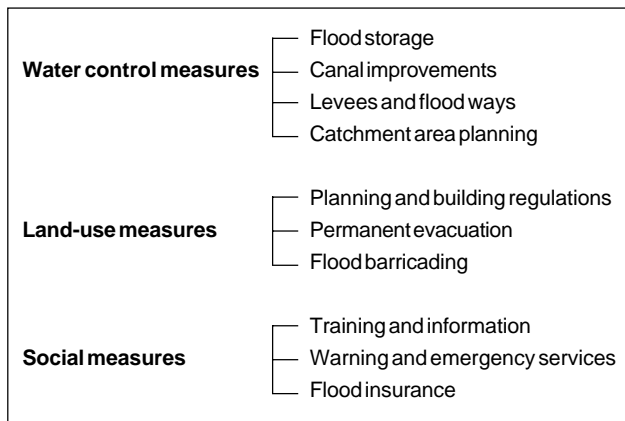 Flood storage
Water control measures
Canal improvements
Levees and flood ways
Catchment area planning
Planning and building regulations
Land-use measures
Permanent evacuation
Flood barricading
Training and information
Social measures
Warning and emergency services
Flood insurance